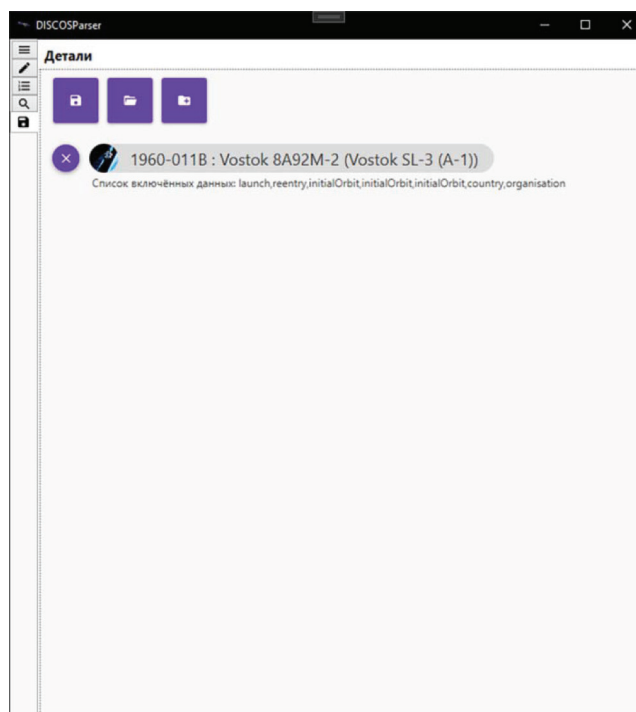 DISCOSParser
Детали
1960-011B : Vostok 8A92M-2 (Vostok SL-3 (A-1))
Список включённых данных: launch,reentry,initialOrbit,initialOrbit,initialOrbit,country,organisation